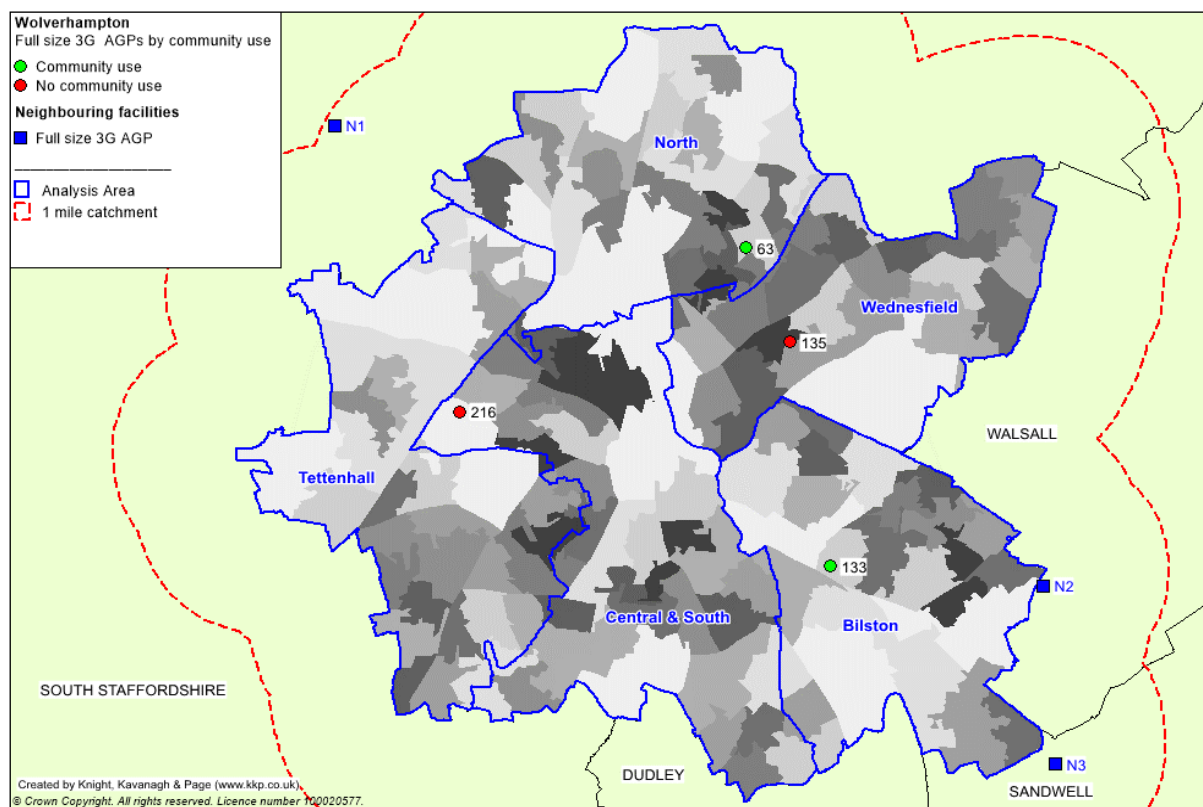 Wolverhampton
Full size 3G AGPs by community use
Community use
No community use
Neighbouring facilities
Full size 3G AGP
Analysis Area
1 mile catchment
N1
North
63
Wednesfield
135
216
WALSALL
Tettenhall
133
N2
Central & South
Bilston
SOUTH STAFFORDSHIRE
N3
DUDLEY
SANDWELL
Created by Knight, Kavanagh & Page (www.kkp.co.uk)
© Crown Copyright. All rights reserved. Licence number 100020577.